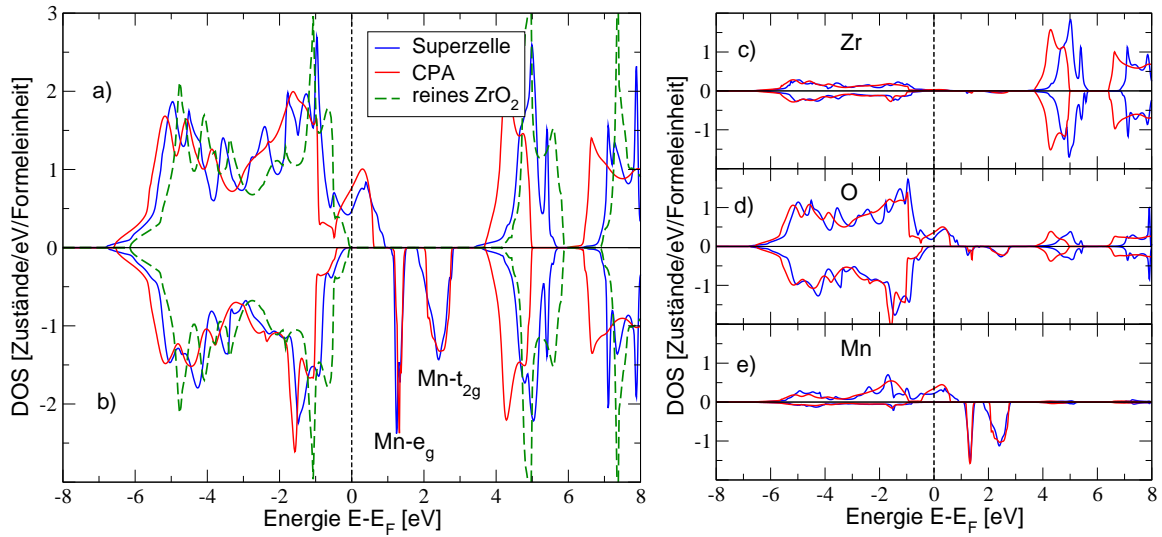 3
2
1
0
-1
-2
DOS [Zustände/eV/Formeleinheit]
a)
b)
Superzelle
CPA
reines ZrO2
Mn-t2g
Mn-eg
-8
-6
-4
-2
0
2
4
6
8
Energie E-EF [eV]
DOS [Zustände/eV/Formeleinheit]
c)
Zr
1
0
-1
d)
O
1
0
-1
e)
Mn
1
0
-1
-8
-6
-4
-2
0
2
4
6
8
Energie E-EF [eV]